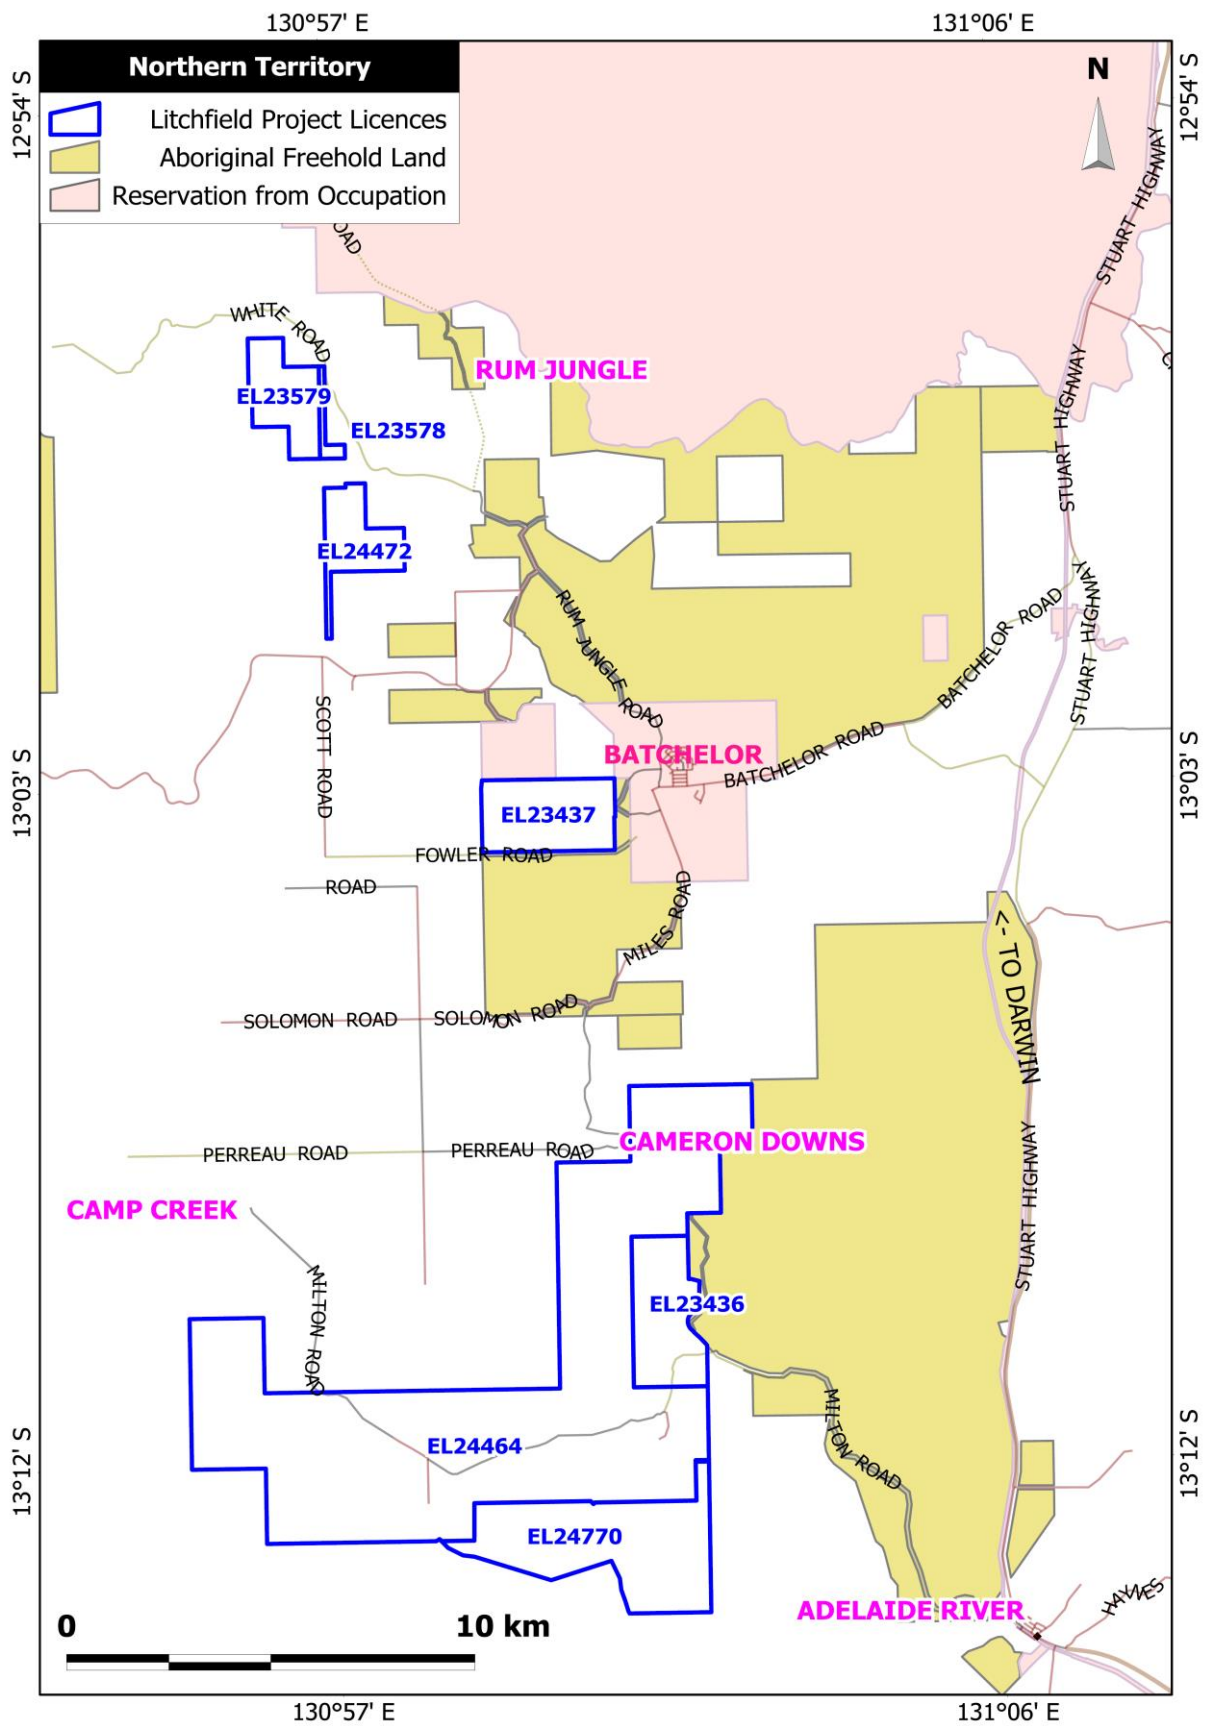 130°57' E
131°06' E
12°54' S
12°54' S
Northern Territory
Litchfield Project Licences
Aboriginal Freehold Land
Reservation from Occupation
N
OAD
STUART HIGHWAY
WHITE ROAD
RUM JUNGLE
STUART HIGHWAY
EL23579
EL23578
STUART HIGHWAY
EL24472
RUM JUNGLE ROAD
BATCHELOR ROAD
STUART HIGHWAY
SCOTT ROAD
BATCHELOR
BATCHELOR ROAD
13°03' S
13°03' S
EL23437
FOWLER ROAD
ROAD
MILES ROAD
<- TO DARWIN
SOLOMON ROAD
SOLOMON ROAD
CAMERON DOWNS
PERREAU ROAD
PERREAU ROAD
CAMP CREEK
STUART HIGHWAY
MILTON ROAD
EL23436
EL24464
MILTON ROAD
13°12' S
13°12' S
EL24770
ADELAIDE RIVER
HAYNES
0
10 km
130°57' E
131°06' E